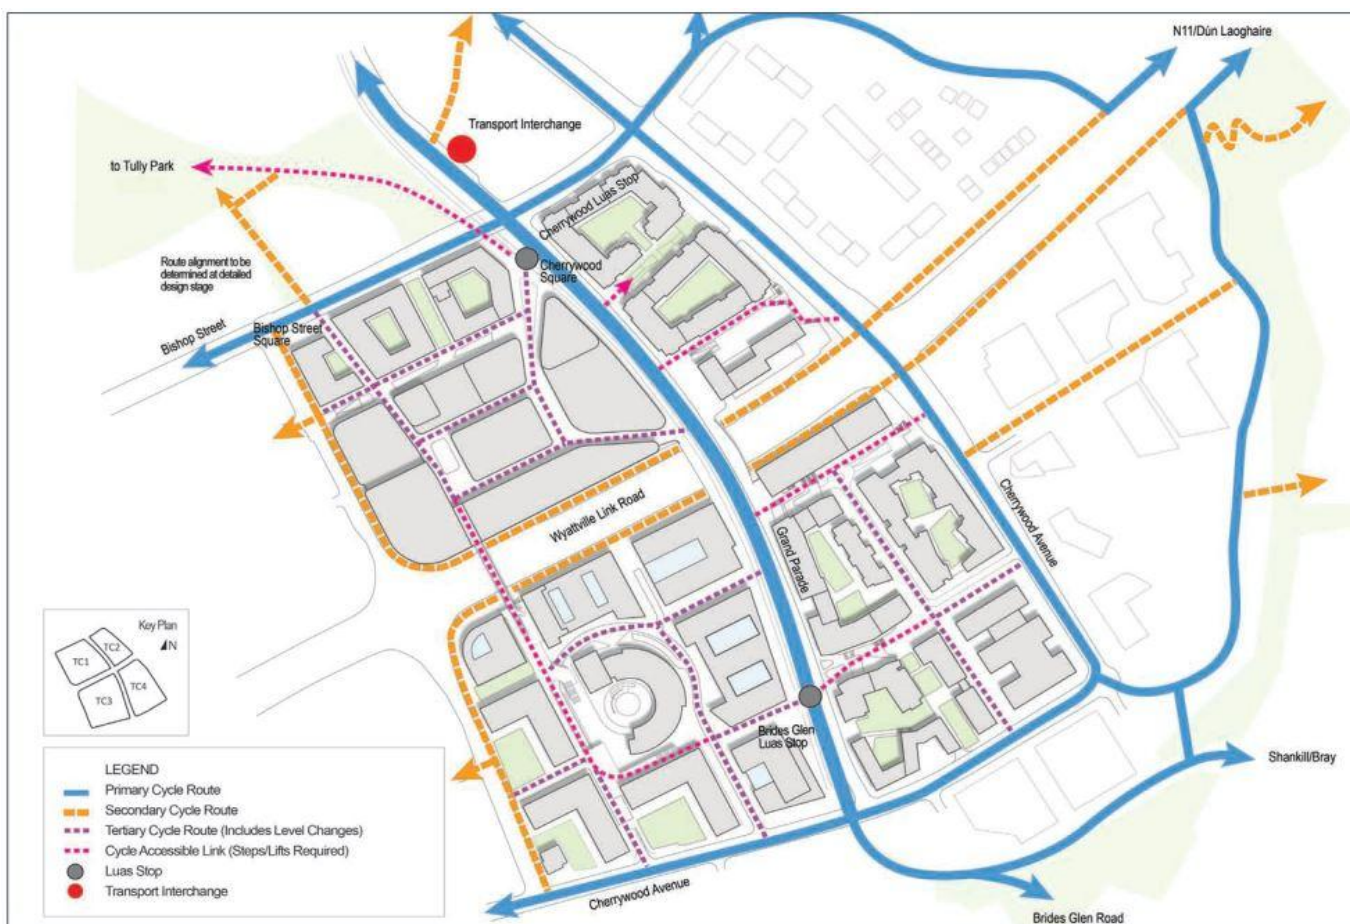 N11/Dún Laoghaire
Transport Interchange
to Tully Park
Cherrywood Luas Stop
Cherrywood
Square
Route alignment to be
determined at detailed
design stage
Bishop Street
Bishop Street
Square
Wyattville Link Road
Grand Parade
Cherrywood Avenue
Key Plan
N
TC1
TC2
TC3
TC4
Brides Glen
Luas Stop
Shankill/Bray
LEGEND
Primary Cycle Route
Secondary Cycle Route
Tertiary Cycle Route (Includes Level Changes)
Cycle Accessible Link (Steps/Lifts Required)
Luas Stop
Transport Interchange
Cherrywood Avenue
Brides Glen Road